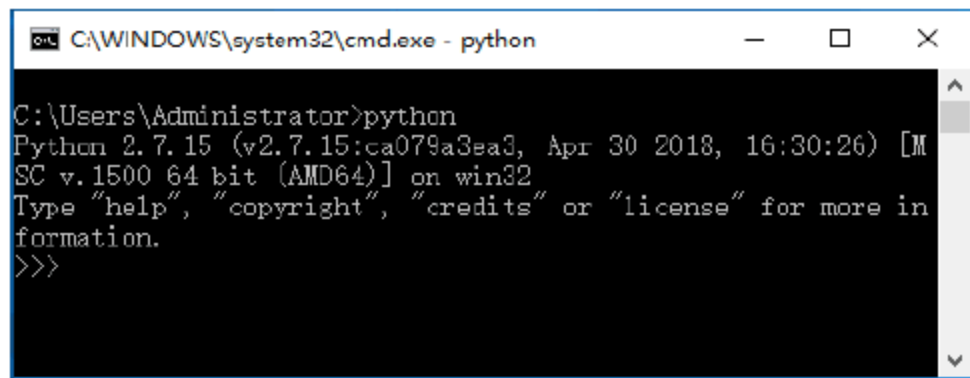 C:\WINDOWS\system32\cmd.exe - python
C:\Users\Administrator>python
Python 2.7.15 (v2.7.15:ca079a3ea3, Apr 30 2018, 16:30:26) [M
SC v.1500 64 bit (AMD64)] on win32
Type "help", "copyright", "credits" or "license" for more in
formation.
>>>